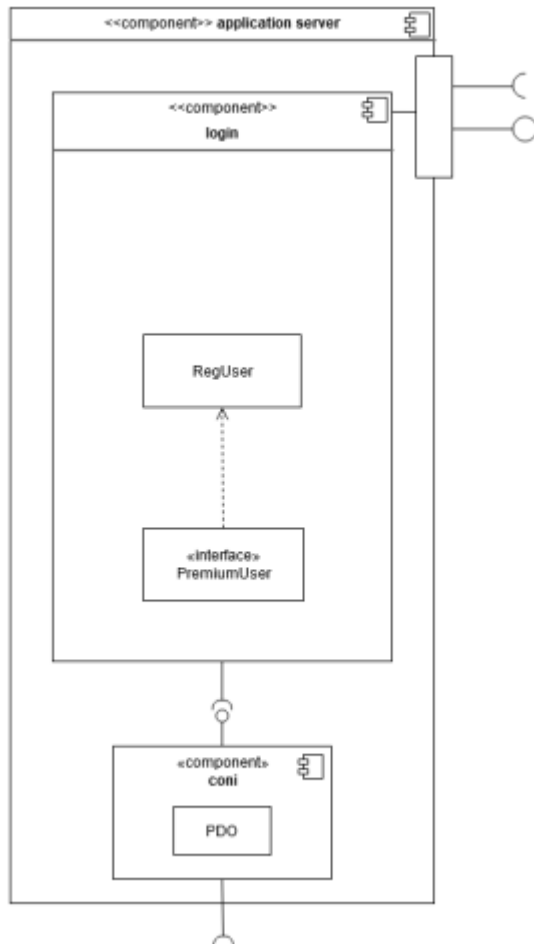 <<component>> application server
<<component>>
login
RegUser
«interface»
PremiumUser
«component»
coni
PDO